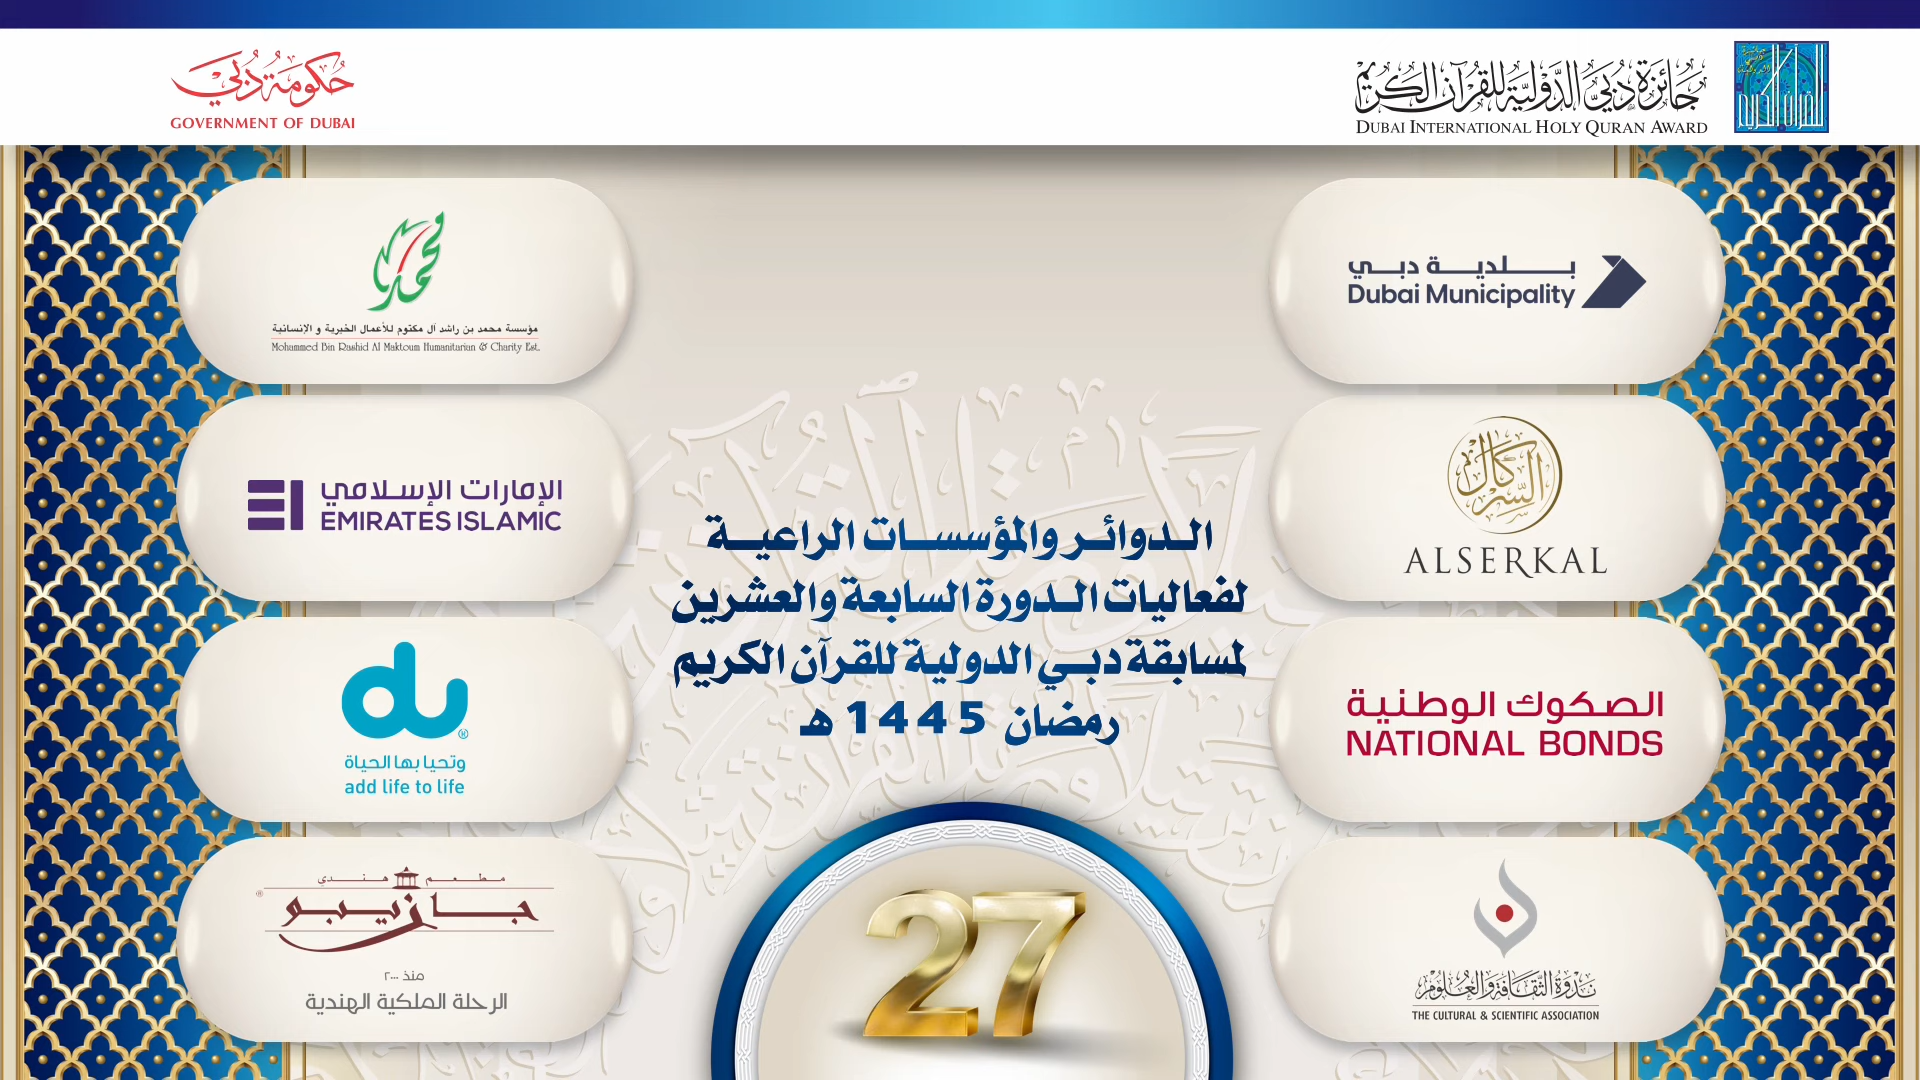 حكومة دبي
GOVERNMENT OF DUBAI
جائزة دبي الدولية للقرآن الكريم
DUBAI INTERNATIONAL HOLY QURAN AWARD
مؤسسة محمد بن راشد آل مكتوم للأعمال الخيرية و الإنسانية
Mohammed Bin Rashid Al Maktoum Humanitarian & Charity Est.
بلدية دبي
Dubai Municipality
الإمارات الإسلامي
EMIRATES ISLAMIC
السركال
ALSERKAL
الدوائر والمؤسسات الراعية
لفعاليات الدورة السابعة والعشرين
لمسابقة دبي الدولية للقرآن الكريم
رمضان 1445 هـ
du
وتحيا بها الحياة
add life to life
الصكوك الوطنية
NATIONAL BONDS
مطعم هندي
جازيبو
منذ ٢٠٠٠
الرحلة الملكية الهندية
27
ندوة الثقافة والعلوم
THE CULTURAL & SCIENTIFIC ASSOCIATION